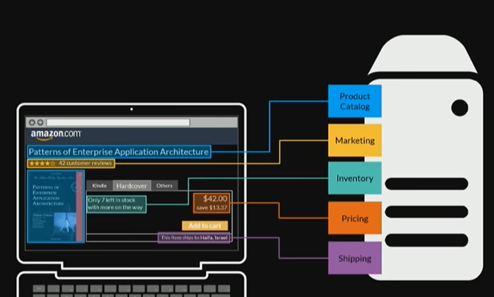 amazon.com
Patterns of Enterprise Application Architecture
42 customer reviews
Kindle Hardcover Others
PATTERNS OF
ENTERPRISE
APPLICATION
ARCHITECTURE
Only 7 left in stock
with more on the way
$42.00
save $13.37
Add to cart
This item ships to Haifa, Israel
Product
Catalog
Marketing
Inventory
Pricing
Shipping